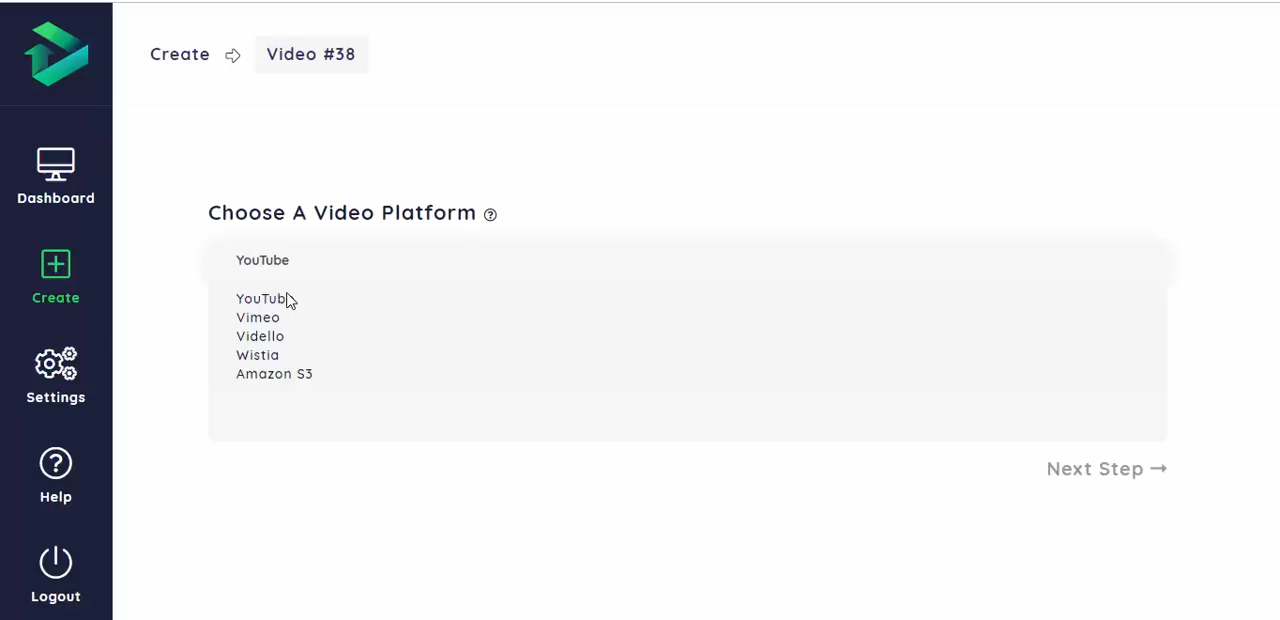 Create
Video #38
Dashboard
Create
Settings
Help
Logout
Choose A Video Platform ?
YouTube
YouTube
Vimeo
Vidello
Wistia
Amazon S3
Next Step →